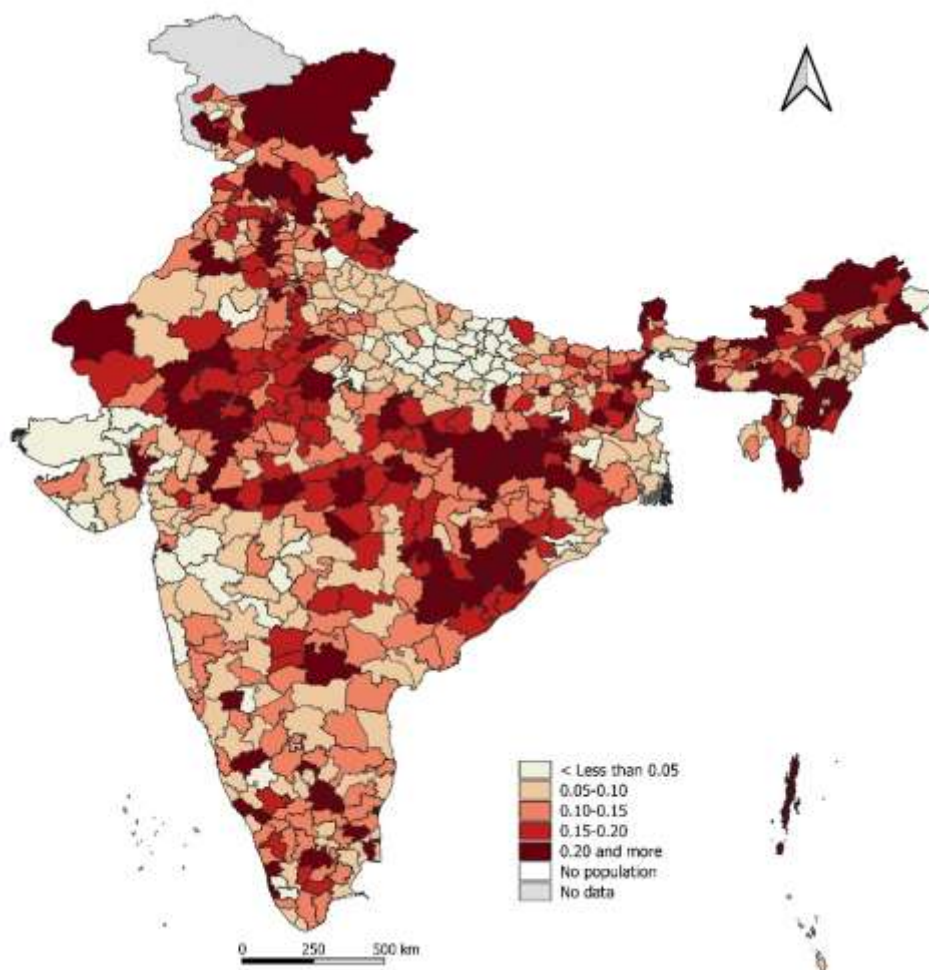 < Less than 0.05
0.05-0.10
0.10-0.15
0.15-0.20
0.20 and more
No population
No data
0 250 500 km